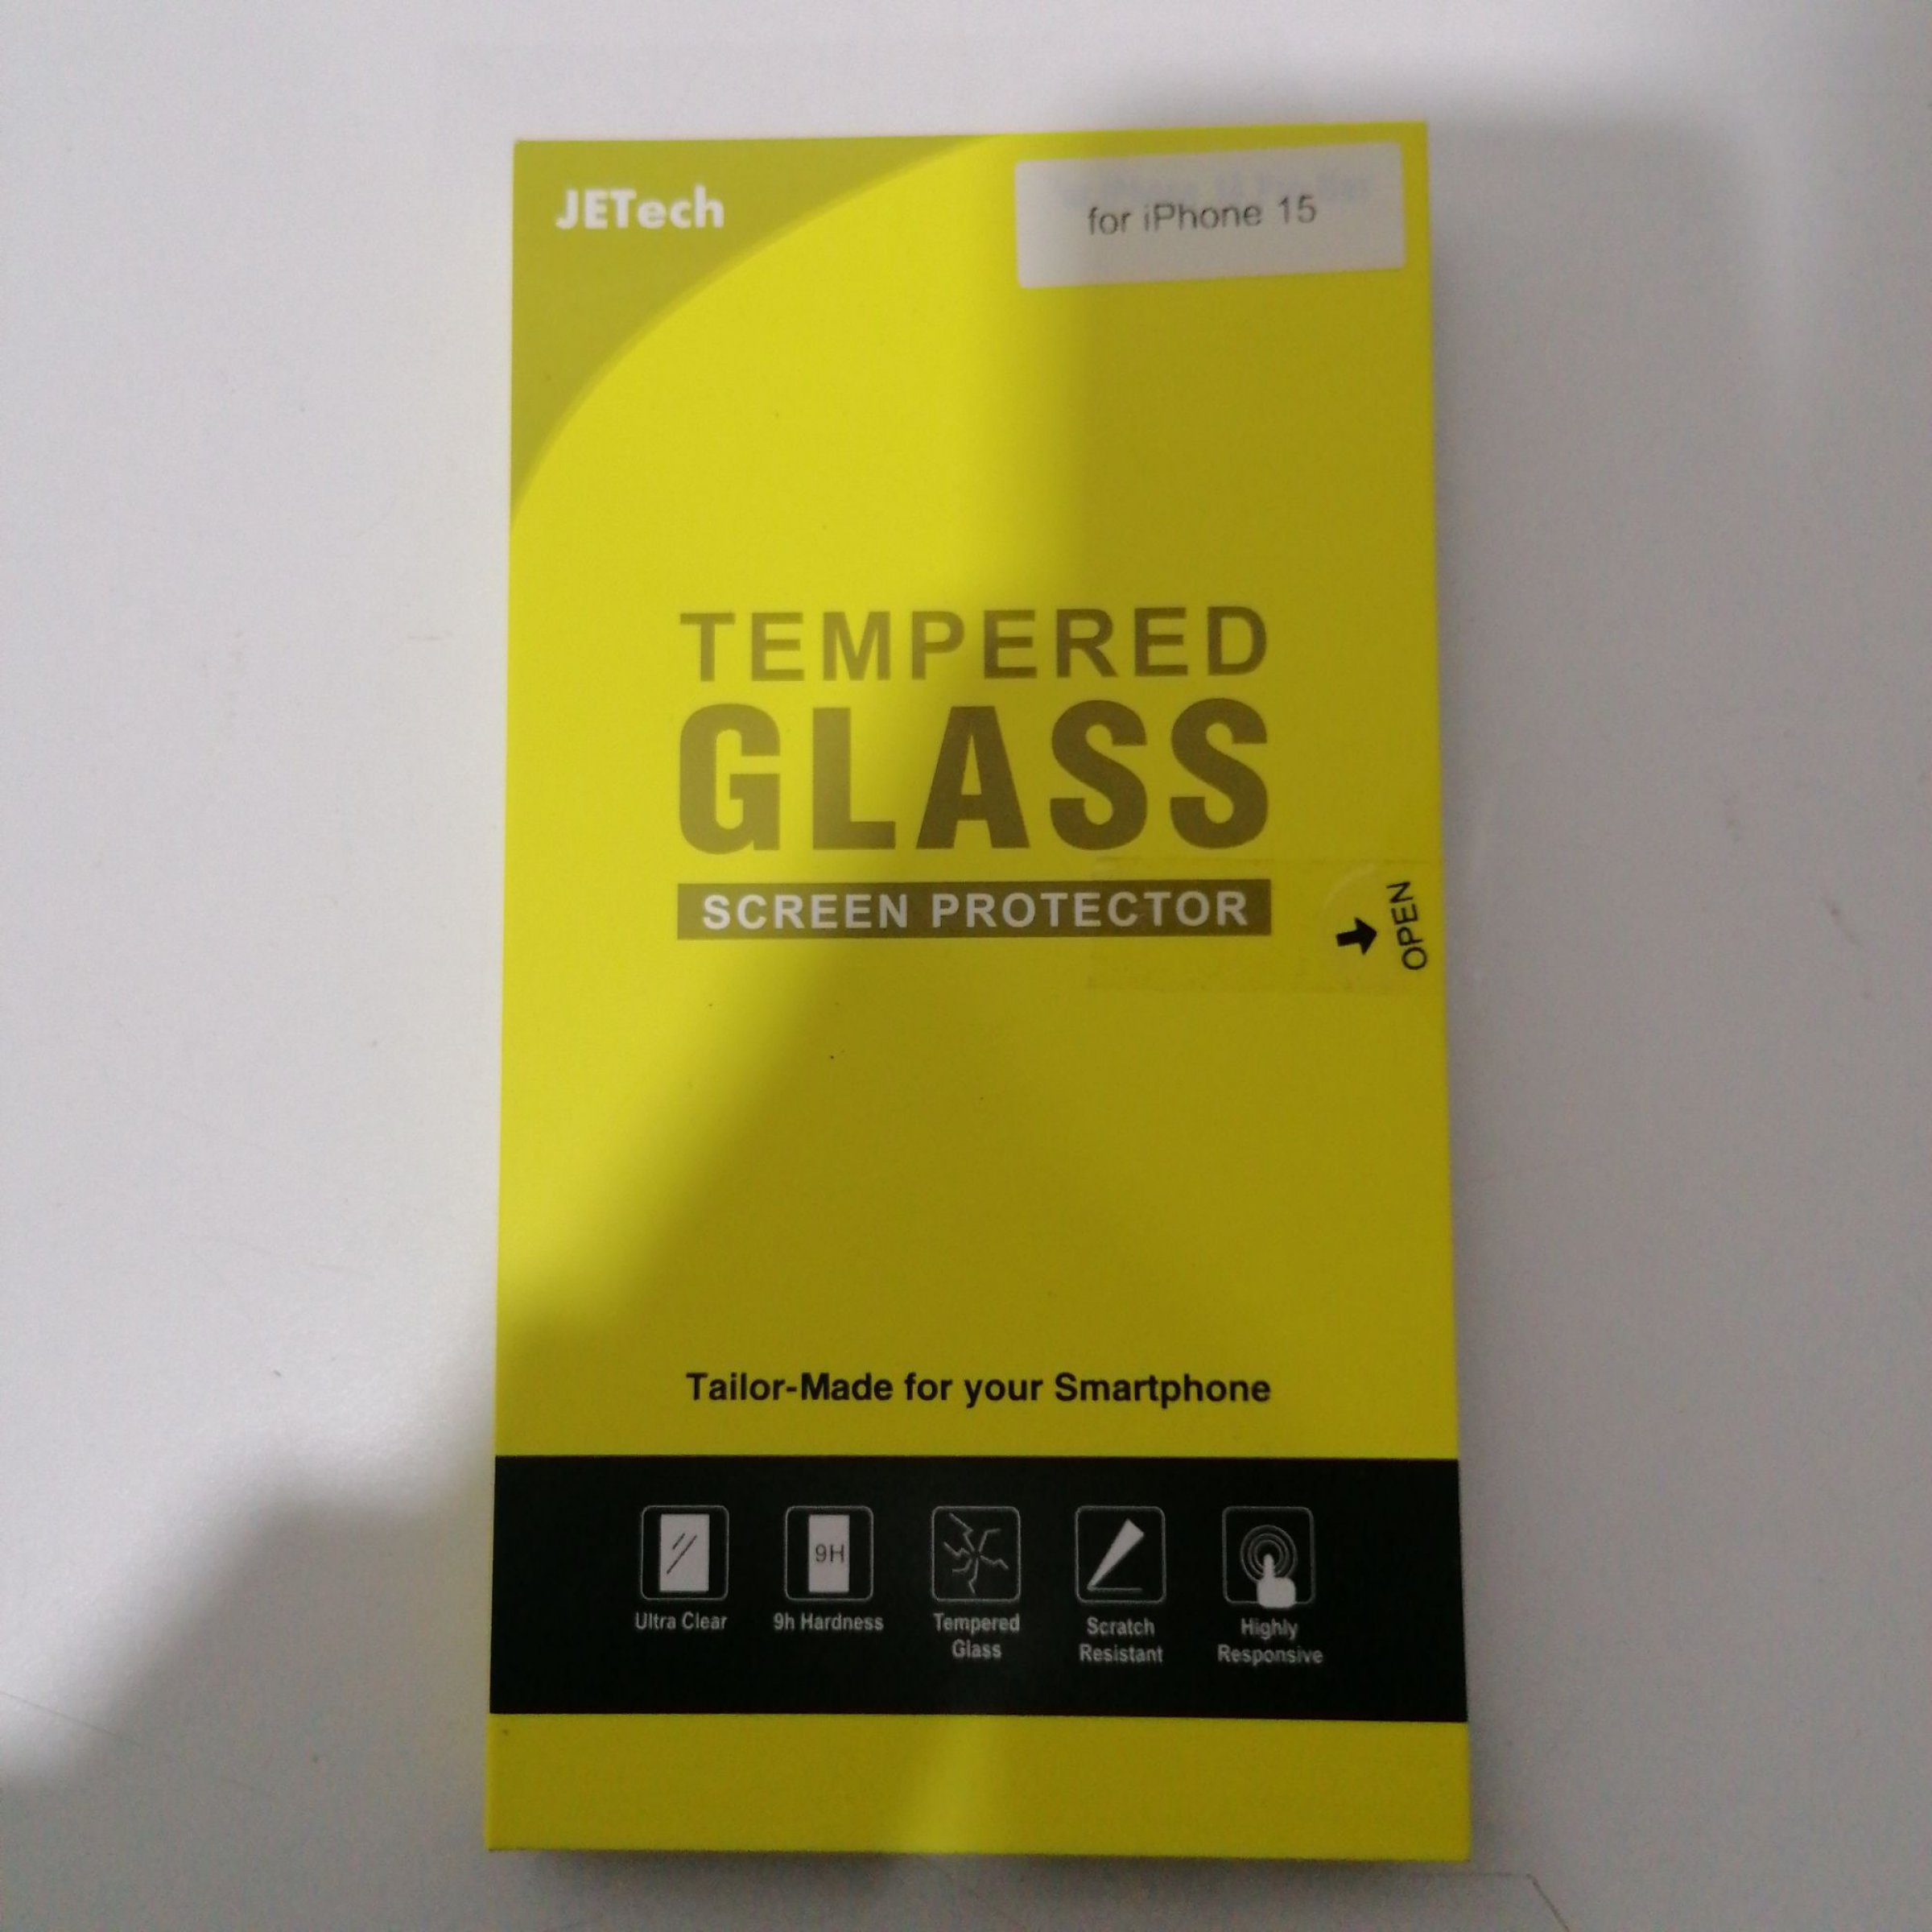 JETech
for iPhone 15
TEMPERED
GLASS
SCREEN PROTECTOR
OPEN
Tailor-Made for your Smartphone
9H
Ultra Clear
9h Hardness
Tempered
Glass
Scratch
Resistant
Highly
Responsive